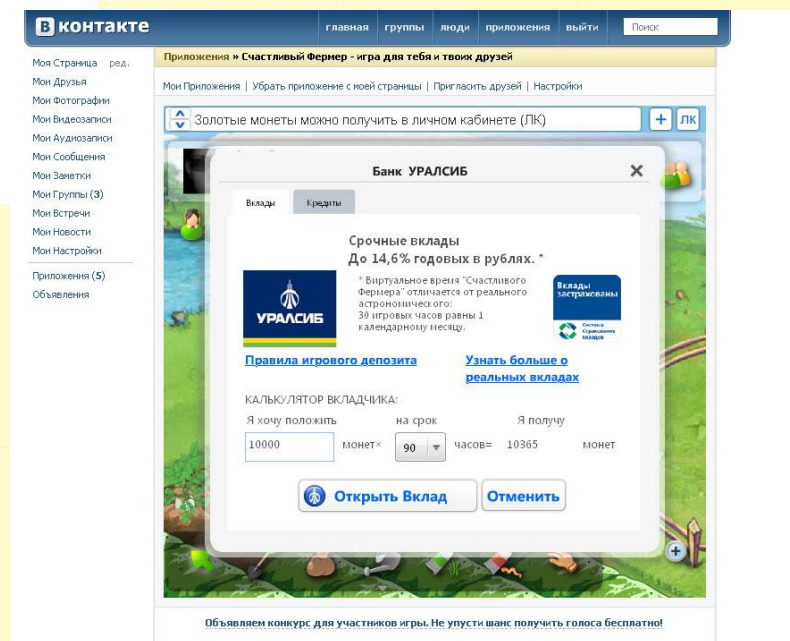 В контакте
главная группы люди приложения выйти Поиск
Моя Страница ред.
Мои Друзья
Мои Фотографии
Мои Видеозаписи
Мои Аудиозаписи
Мои Сообщения
Мои Заметки
Мои Группы (3)
Мои Встречи
Мои Новости
Мои Настройки
Приложения (5)
Объявления
Приложения » Счастливый Фермер - игра для тебя и твоих друзей
Мои Приложения | Убрать приложение с моей страницы | Пригласить друзей | Настройки
Золотые монеты можно получить в личном кабинете (ЛК)
+ ЛК
Банк УРАЛСИБ
Вклады Кредиты
Срочные вклады
До 14,6% годовых в рублях. *
* Виртуальное время "Счастливого
Фермера" отличается от реального
астрономического:
30 игровых часов равны 1
календарному месяцу.
УРАЛСИБ
Вклады
застрахованы
Система
Страхования
Вкладов
Правила игрового депозита
Узнать больше о
реальных вкладах
КАЛЬКУЛЯТОР ВКЛАДЧИКА:
Я хочу положить на срок Я получу
10000 монет× 90 часов= 10365 монет
Открыть Вклад Отменить
Объявляем конкурс для участников игры. Не упусти шанс получить голоса бесплатно!